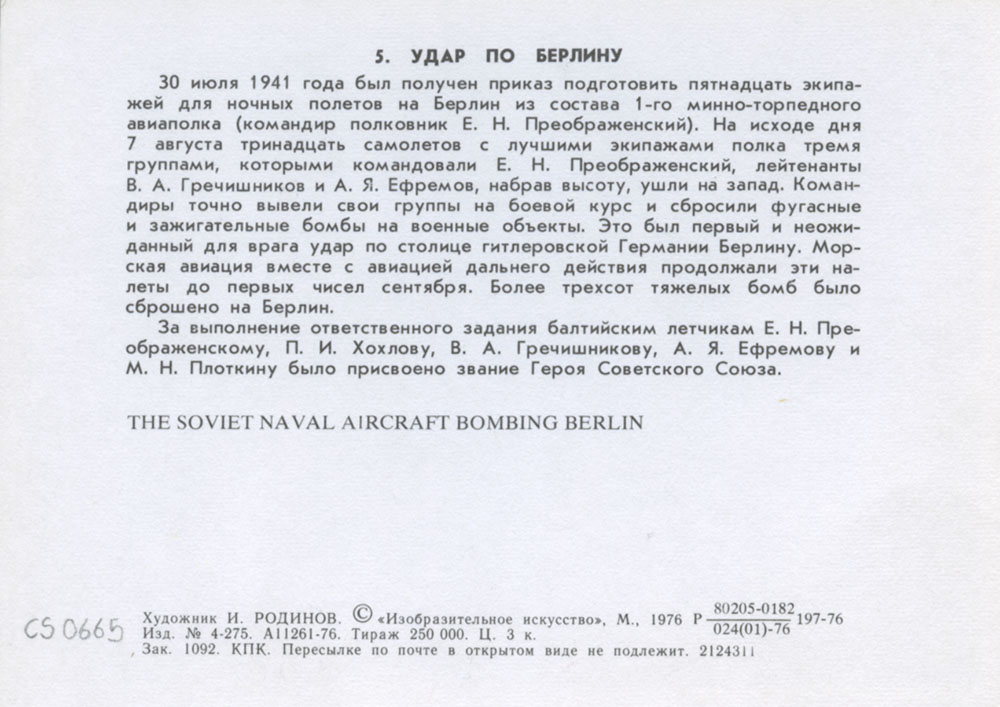 5. УДАР ПО БЕРЛИНУ
30 июля 1941 года был получен приказ подготовить пятнадцать экипа-
жей для ночных полетов на Берлин из состава 1-го минно-торпедного
авиаполка (командир полковник Е. Н. Преображенский). На исходе дня
7 августа тринадцать самолетов с лучшими экипажами полка тремя
группами, которыми командовали Е. Н. Преображенский, лейтенанты
В. А. Гречишников и А. Я. Ефремов, набрав высоту, ушли на запад. Коман-
диры точно вывели свои группы на боевой курс и сбросили фугасные
и зажигательные бомбы на военные объекты. Это был первый и неожи-
данный для врага удар по столице гитлеровской Германии Берлину. Мор-
ская авиация вместе с авиацией дальнего действия продолжали эти на-
леты до первых чисел сентября. Более трехсот тяжелых бомб было
сброшено на Берлин.
За выполнение ответственного задания балтийским летчикам Е. Н. Пре-
ображенскому, П. И. Хохлову, В. А. Гречишникову, А. Я. Ефремову и
М. Н. Плоткину было присвоено звание Героя Советского Союза.
THE SOVIET NAVAL AIRCRAFT BOMBING BERLIN
CS0665
Художник И. РОДИНОВ. © «Изобразительное искусство», М., 1976 Р 80205-0182/024(01)-76 197-76
Изд. № 4-275. А11261-76. Тираж 250 000. Ц. 3 к.
Зак. 1092. КПК. Пересылке по почте в открытом виде не подлежит. 2124311